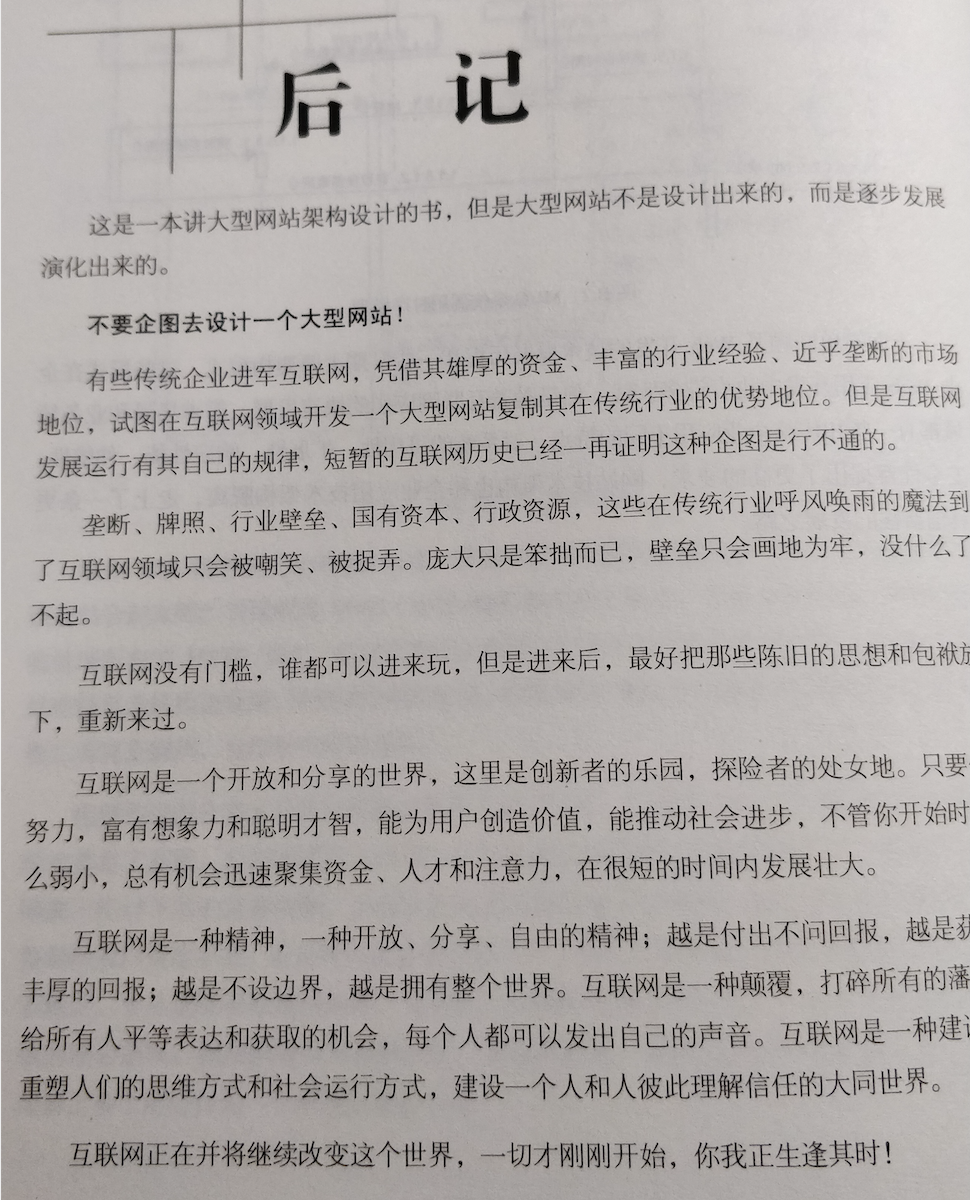 后 记
这是一本讲大型网站架构设计的书，但是大型网站不是设计出来的，而是逐步发展
演化出来的。
不要企图去设计一个大型网站！
有些传统企业进军互联网，凭借其雄厚的资金、丰富的行业经验、近乎垄断的市场
地位，试图在互联网领域开发一个大型网站复制其在传统行业的优势地位。但是互联网
发展运行有其自己的规律，短暂的互联网历史已经一再证明这种企图是行不通的。
垄断、牌照、行业壁垒、国有资本、行政资源，这些在传统行业呼风唤雨的魔法到
了互联网领域只会被嘲笑、被捉弄。庞大只是笨拙而已，壁垒只会画地为牢，没什么了
不起。
互联网没有门槛，谁都可以进来玩，但是进来后，最好把那些陈旧的思想和包袱放
下，重新来过。
互联网是一个开放和分享的世界，这里是创新者的乐园，探险者的处女地。只要
努力，富有想象力和聪明才智，能为用户创造价值，能推动社会进步，不管你开始时
么弱小，总有机会迅速聚集资金、人才和注意力，在很短的时间内发展壮大。
互联网是一种精神，一种开放、分享、自由的精神；越是付出不问回报，越是获
丰厚的回报；越是不设边界，越是拥有整个世界。互联网是一种颠覆，打碎所有的藩
给所有人平等表达和获取的机会，每个人都可以发出自己的声音。互联网是一种建设
重塑人们的思维方式和社会运行方式，建设一个人和人彼此理解信任的大同世界。
互联网正在并将继续改变这个世界，一切才刚刚开始，你我正生逢其时！